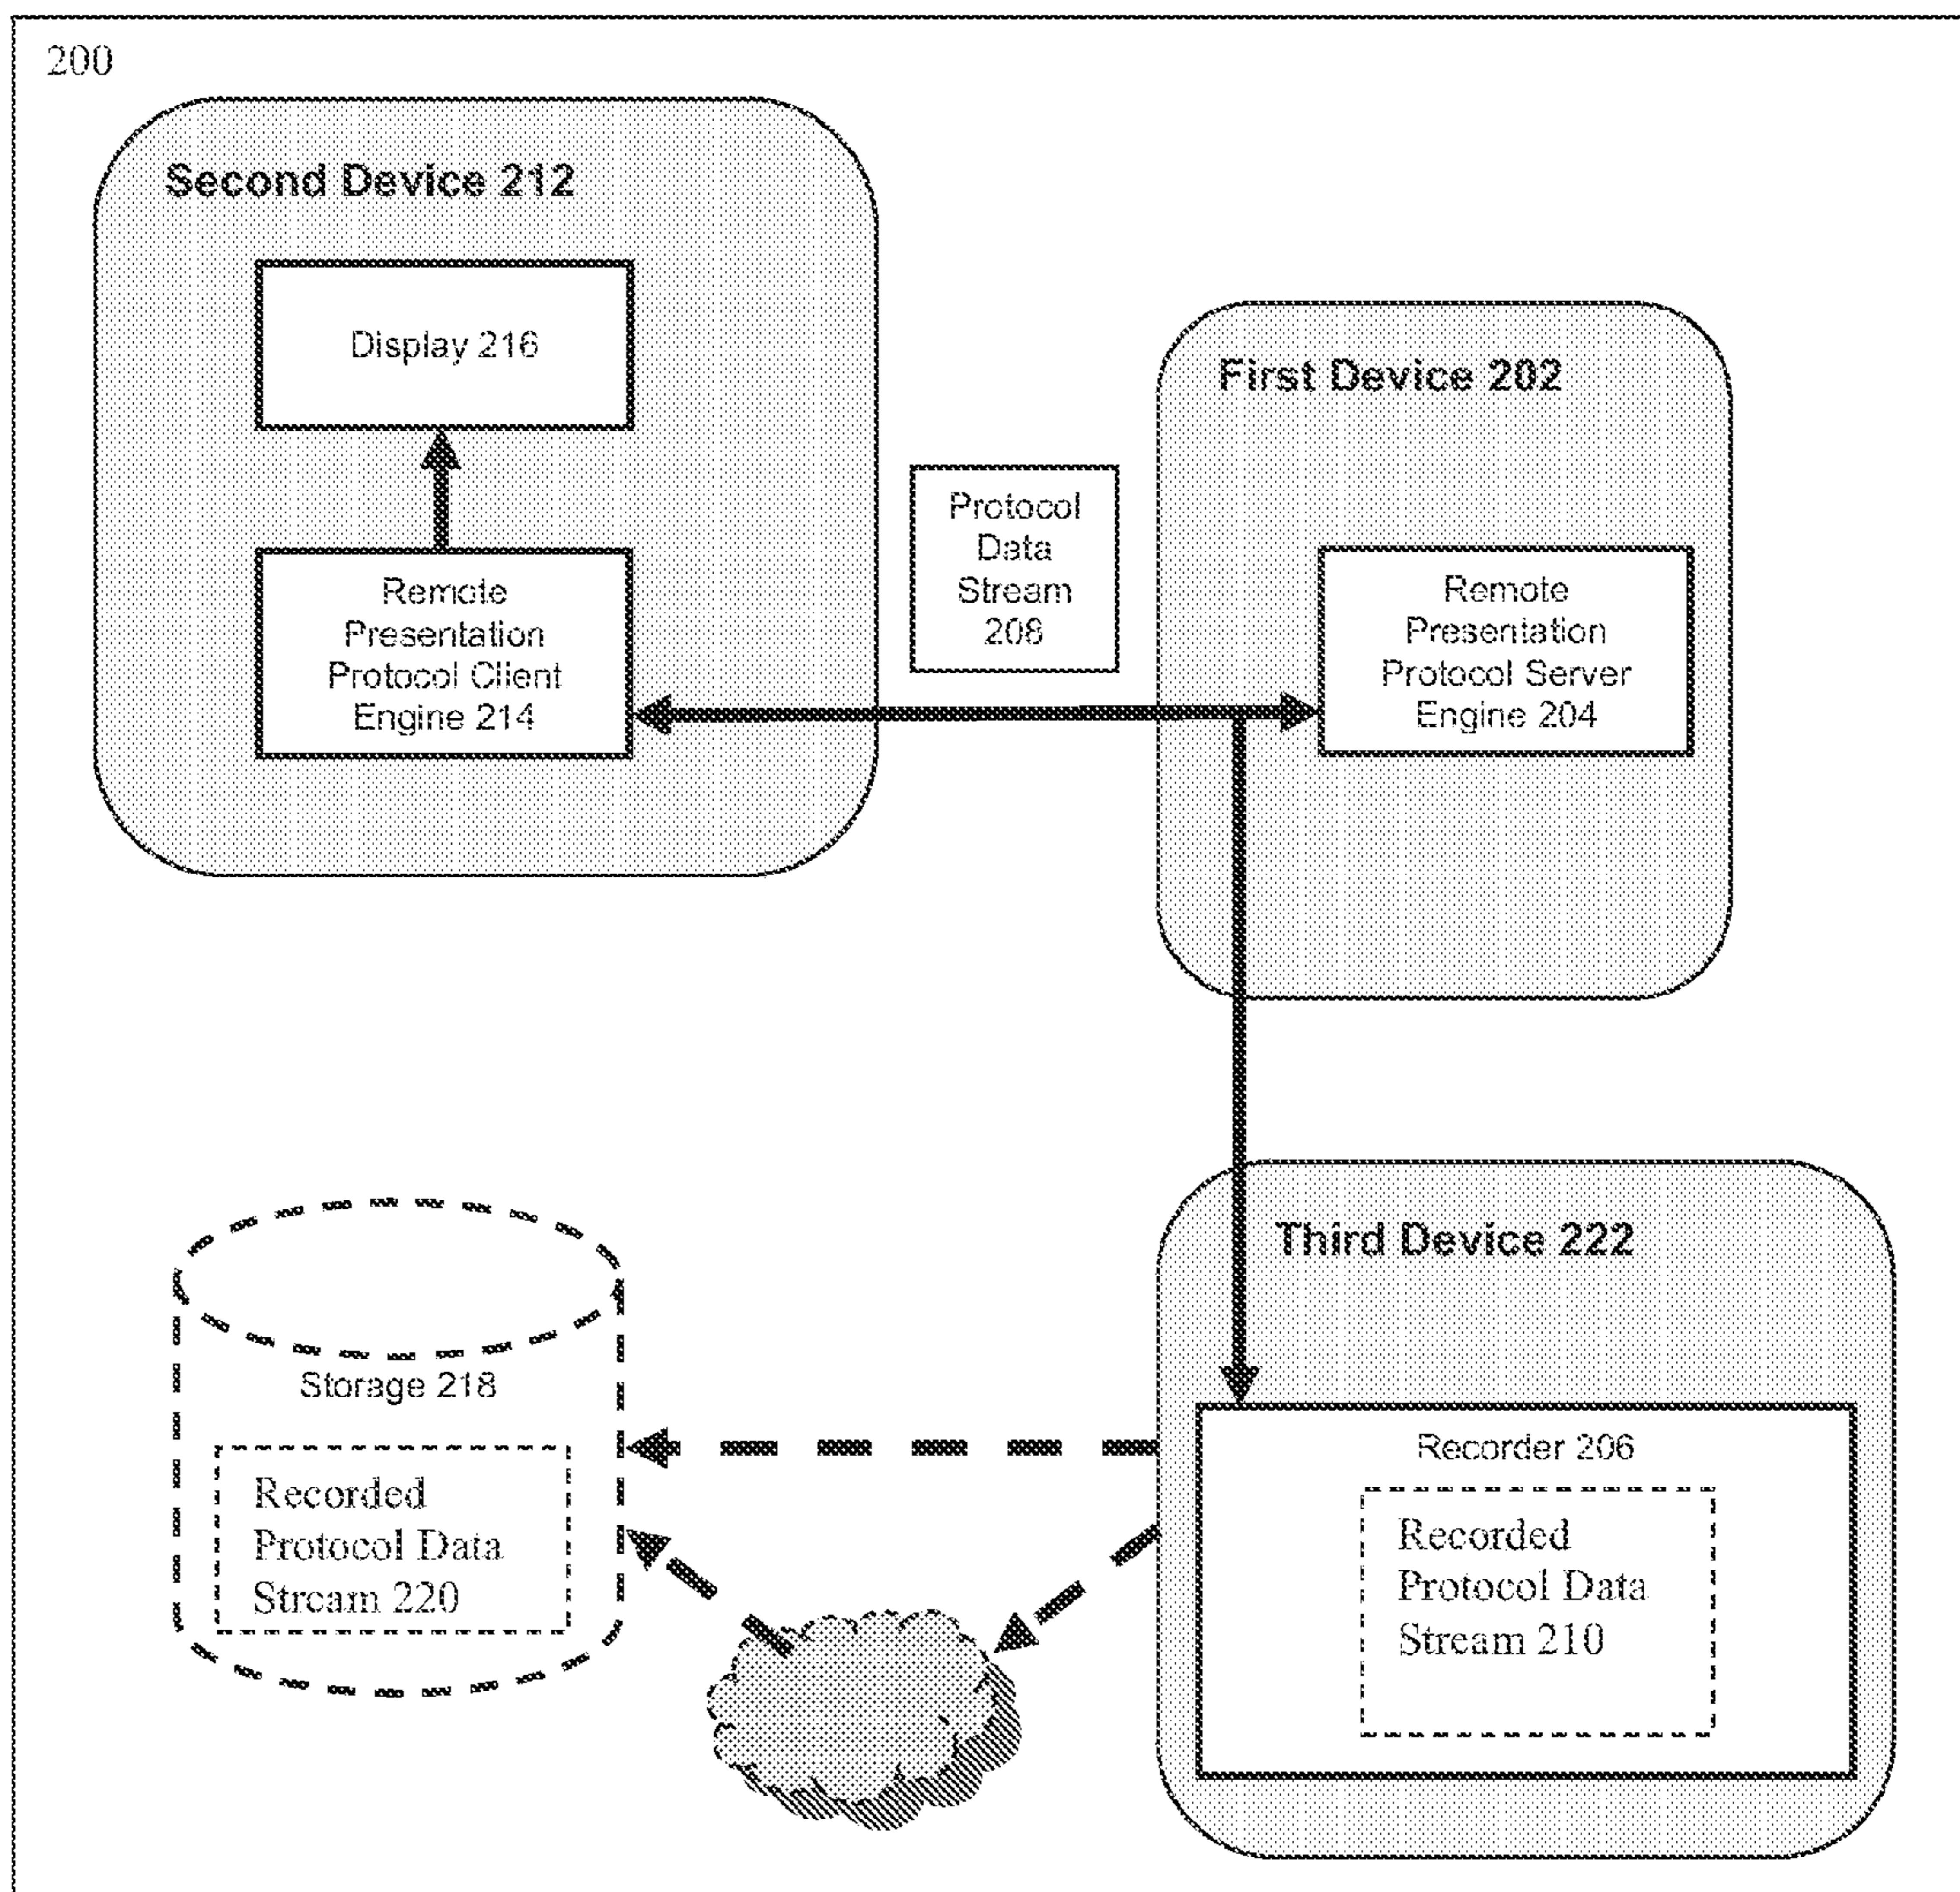 200
Second Device 212
Display 216
Remote
Presentation
Protocol Client
Engine 214
Protocol
Data
Stream
208
First Device 202
Remote
Presentation
Protocol Server
Engine 204
Storage 218
Recorded
Protocol Data
Stream 220
Third Device 222
Recorder 206
Recorded
Protocol Data
Stream 210